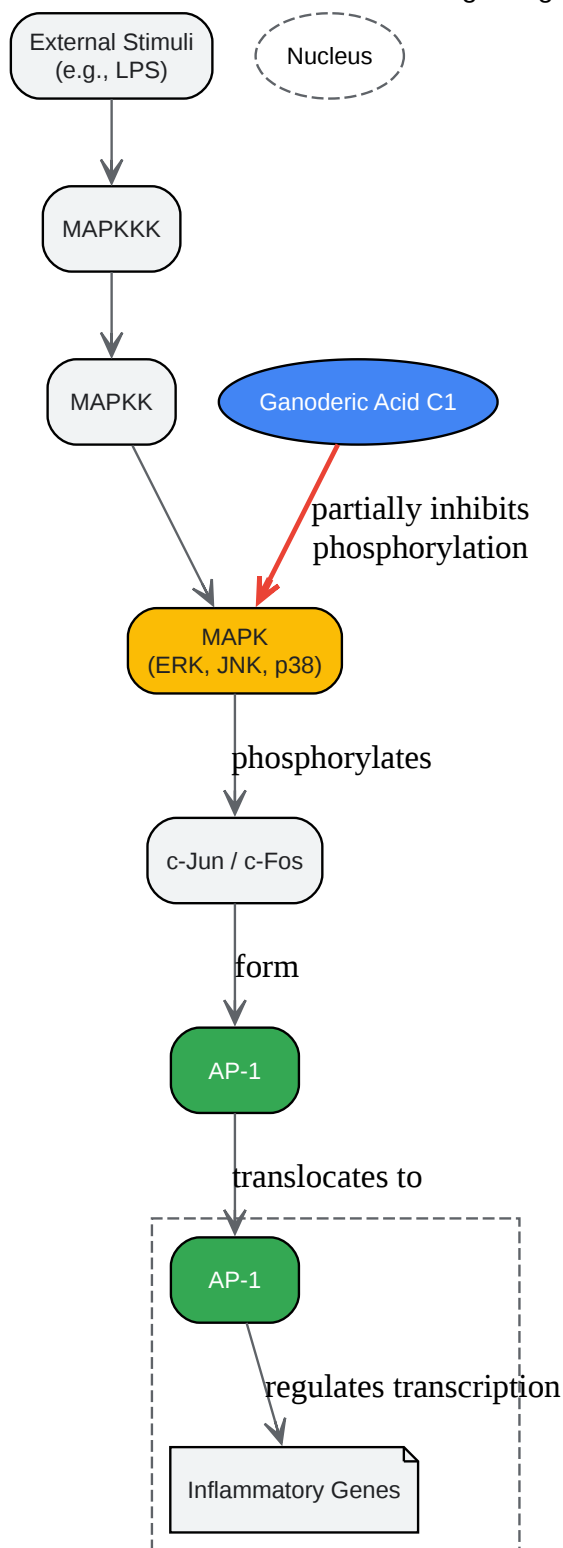 External Stimuli
(e.g., LPS)
Nucleus
MAPKKK
MAPKK
Ganoderic Acid C1
partially inhibits
phosphorylation
MAPK
(ERK, JNK, p38)
phosphorylates
c-Jun / c-Fos
form
AP-1
translocates to
AP-1
regulates transcription
Inflammatory Genes